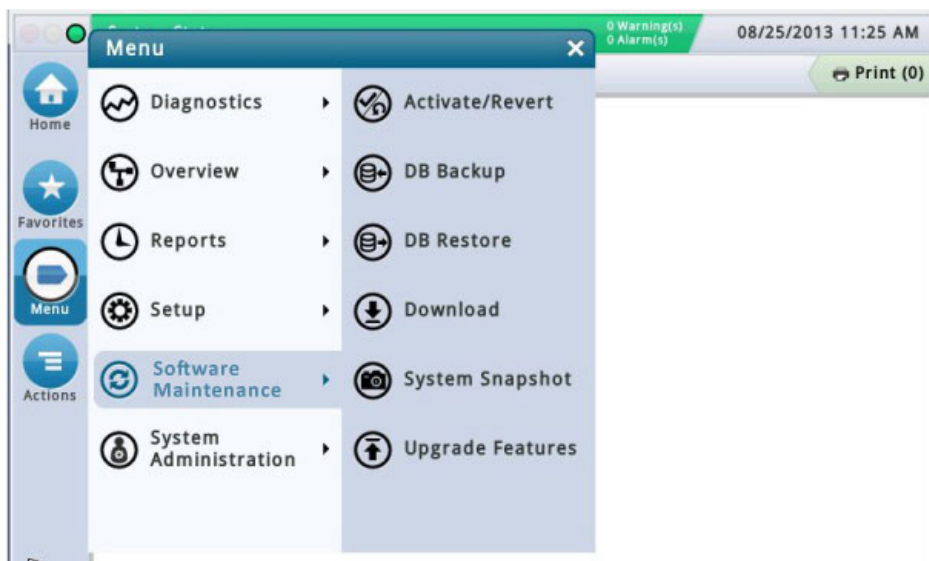 0 Warning(s)
0 Alarm(s)
08/25/2013 11:25 AM
Menu
Print (0)
Home
Favorites
Menu
Actions
Diagnostics
Overview
Reports
Setup
Software
Maintenance
System
Administration
Activate/Revert
DB Backup
DB Restore
Download
System Snapshot
Upgrade Features